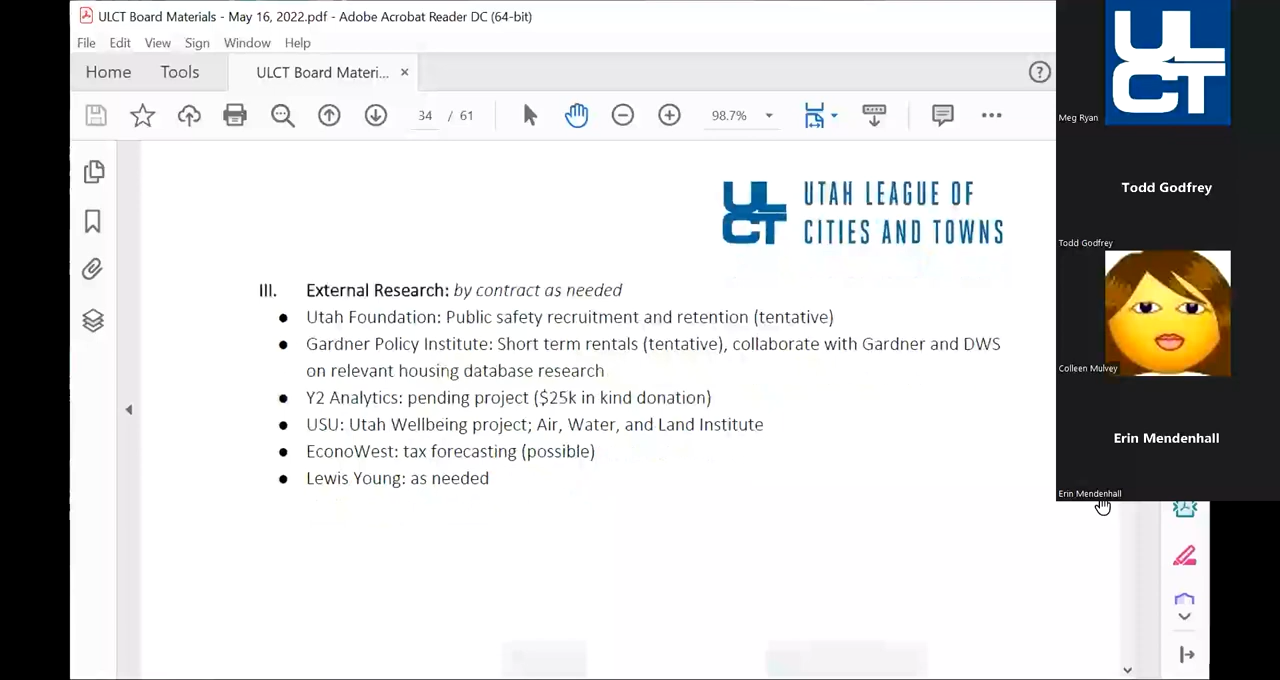 ULCT Board Materials - May 16, 2022.pdf - Adobe Acrobat Reader DC (64-bit)
File Edit View Sign Window Help
Home Tools ULCT Board Materi... ×
34 / 61 98.7%
UL
CT
UTAH LEAGUE OF
CITIES AND TOWNS
III. External Research: by contract as needed
● Utah Foundation: Public safety recruitment and retention (tentative)
● Gardner Policy Institute: Short term rentals (tentative), collaborate with Gardner and DWS
on relevant housing database research
● Y2 Analytics: pending project ($25k in kind donation)
● USU: Utah Wellbeing project; Air, Water, and Land Institute
● EconoWest: tax forecasting (possible)
● Lewis Young: as needed
UL
CT
Meg Ryan
Todd Godfrey
Todd Godfrey
Colleen Mulvey
Erin Mendenhall
Erin Mendenhall